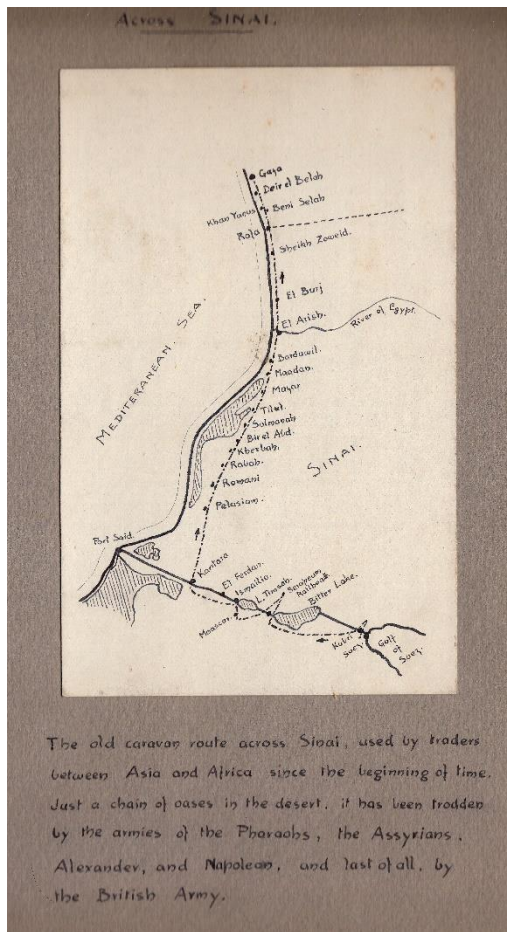 Across SINAI.
Gaza
Deir el Belah
Khan Yunus
Beni Selah
Rafa
Sheikh Zoweid.
El Burj
El Arish.
River of Egypt.
MEDITERANEAN SEA.
Bardawil.
Maadan.
Mazar
Tilul.
Salmanah
Bir el Abd.
Kherbah.
Rabah.
SINAI.
Romani
Pelusium.
Port Said.
Kantara
El Ferdan.
Ismailia.
L. Timsah.
Serapeum
Railhead.
Bitter Lake.
Moascar.
Kubri
Suez.
Gulf
of
Suez.
The old caravan route across Sinai, used by traders
between Asia and Africa since the beginning of time.
Just a chain of oases in the desert, it has been trodden
by the armies of the Pharaohs, the Assyrians,
Alexander, and Napoleon, and last of all, by
the British Army.